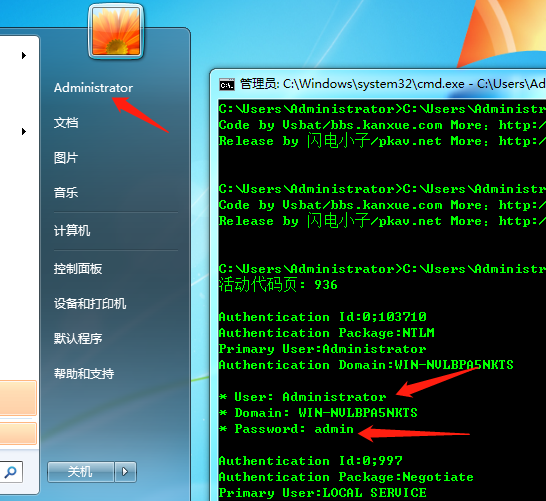 Administrator
文档
图片
音乐
计算机
控制面板
设备和打印机
默认程序
帮助和支持
关机
管理员: C:\Windows\system32\cmd.exe - C:\Users\Ad
C:\Users\Administrator>C:\Users\Administr
Code by Vsbat/bbs.kanxue.com More: http:/
Release by 闪电小子/pkav.net More: http:/
C:\Users\Administrator>C:\Users\Administr
Code by Vsbat/bbs.kanxue.com More: http:/
Release by 闪电小子/pkav.net More: http:/
C:\Users\Administrator>C:\Users\Administr
活动代码页: 936
Authentication Id:0;103710
Authentication Package:NTLM
Primary User:Administrator
Authentication Domain:WIN-NVLBPA5NKTS
* User: Administrator
* Domain: WIN-NVLBPA5NKTS
* Password: admin
Authentication Id:0;997
Authentication Package:Negotiate
Primary User:LOCAL SERVICE